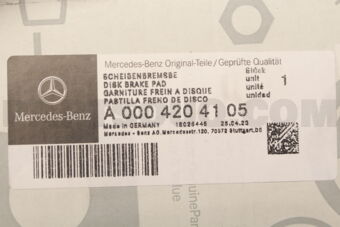 Mercedes-Benz Original-Teile / Geprüfte Qualität
SCHEIBENBREMSBE
DISK BRAKE PAD
GARNITURE FREIN A DISQUE
PASTILLA FRENO DE DISCO
Stück
unit
unité
unidad
1
A 000 420 41 05
Made in GERMANY 18026446 25.04.23
Mercedes - Benz AG.Mercedesstr.120, 70372 Stuttgart,DE
Mercedes-Benz